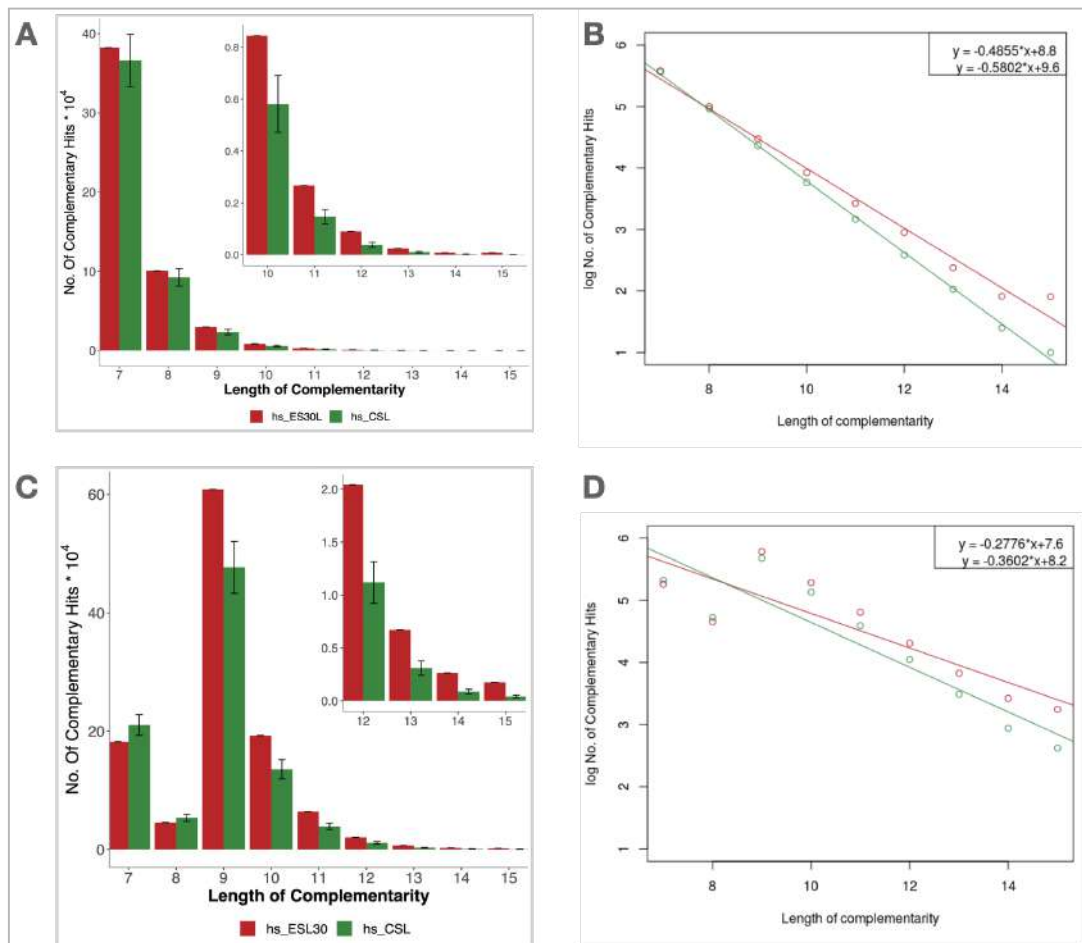 A
No. Of Complementary Hits * 10^4
40
30
20
10
0
7 8 9 10 11 12 13 14 15
Length of Complementarity
hs_ES30L hs_CSL
0.8
0.6
0.4
0.2
0.0
10 11 12 13 14 15
B
y = -0.4855*x+8.8
y = -0.5802*x+9.6
log No. of Complementary Hits
6
5
4
3
2
1
8 10 12 14
Length of complementarity
C
No. Of Complementary Hits * 10^4
60
40
20
0
7 8 9 10 11 12 13 14 15
Length of Complementarity
hs_ESL30 hs_CSL
2.0
1.5
1.0
0.5
0.0
12 13 14 15
D
y = -0.2776*x+7.6
y = -0.3602*x+8.2
log No. of Complementary Hits
6
5
4
3
2
1
8 10 12 14
Length of complementarity